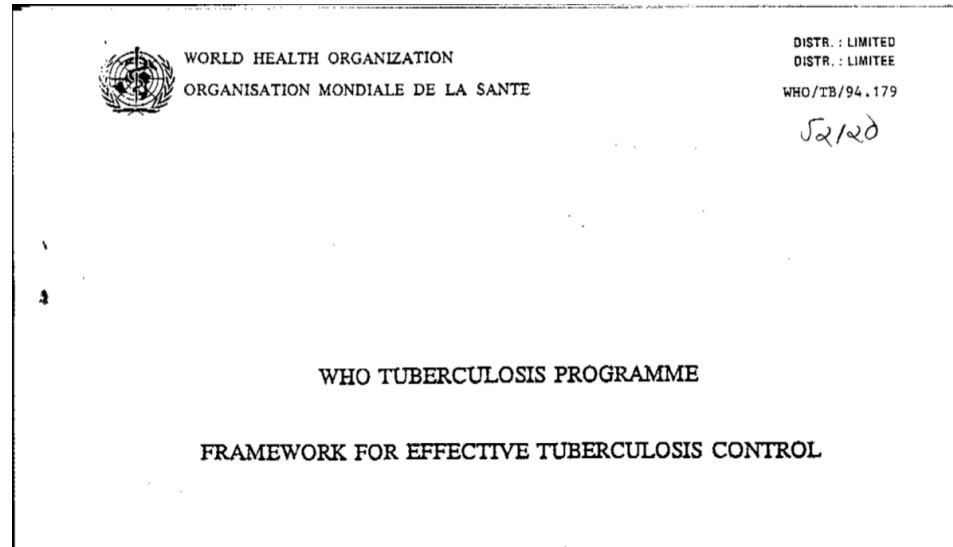 WORLD HEALTH ORGANIZATION
ORGANISATION MONDIALE DE LA SANTE
DISTR. : LIMITED
DISTR. : LIMITEE
WHO/TB/94.179
WHO TUBERCULOSIS PROGRAMME
FRAMEWORK FOR EFFECTIVE TUBERCULOSIS CONTROL